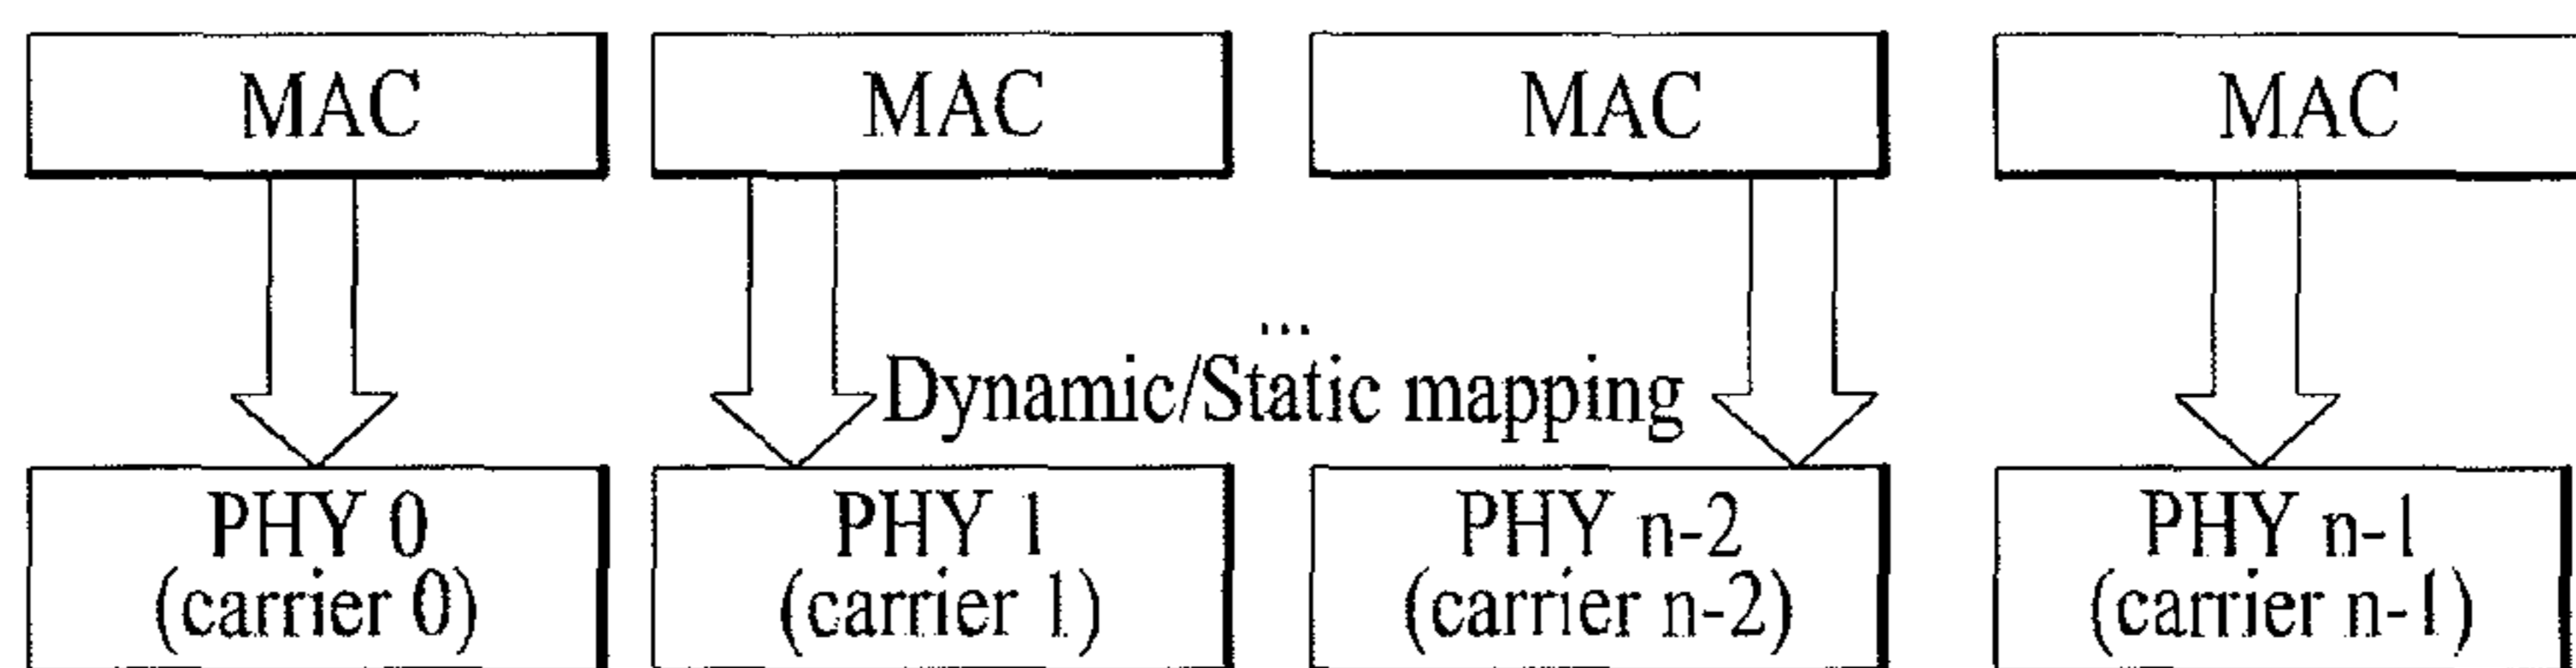 MAC MAC MAC MAC
...
Dynamic/Static mapping
PHY 0 PHY 1 PHY n-2 PHY n-1
(carrier 0) (carrier 1) (carrier n-2) (carrier n-1)